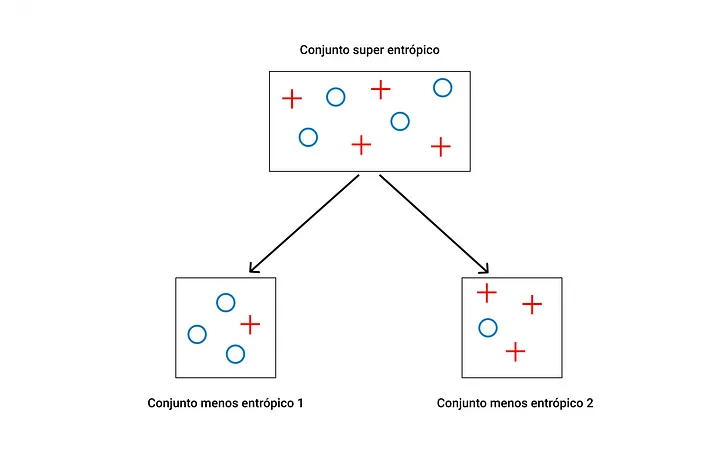 Conjunto super entrópico
Conjunto menos entrópico 1
Conjunto menos entrópico 2